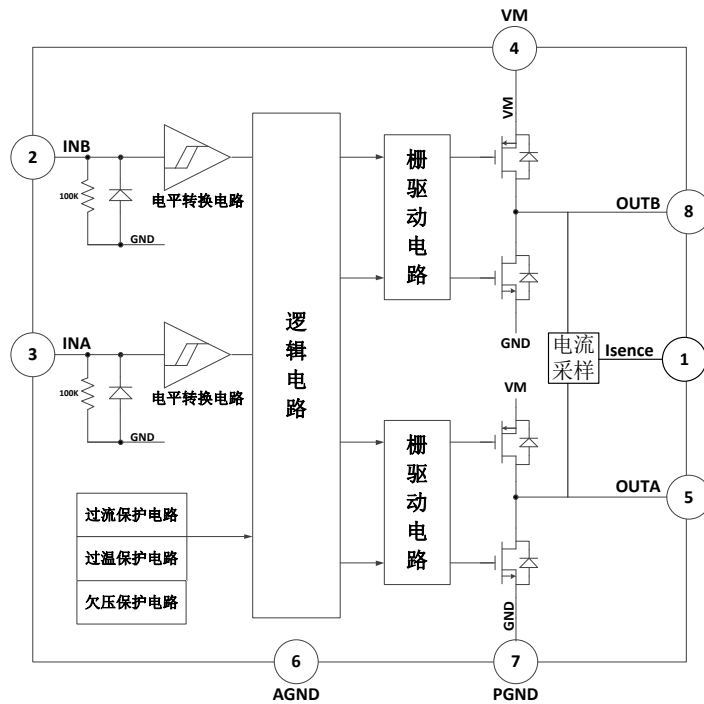 VM
4
VM
2
INB
100K
GND
电平转换电路
栅驱动电路
OUTB
8
GND
3
INA
100K
GND
电平转换电路
逻辑电路
电流
采样
Isence
1
VM
栅驱动电路
OUTA
5
过流保护电路
过温保护电路
欠压保护电路
GND
6
AGND
7
PGND